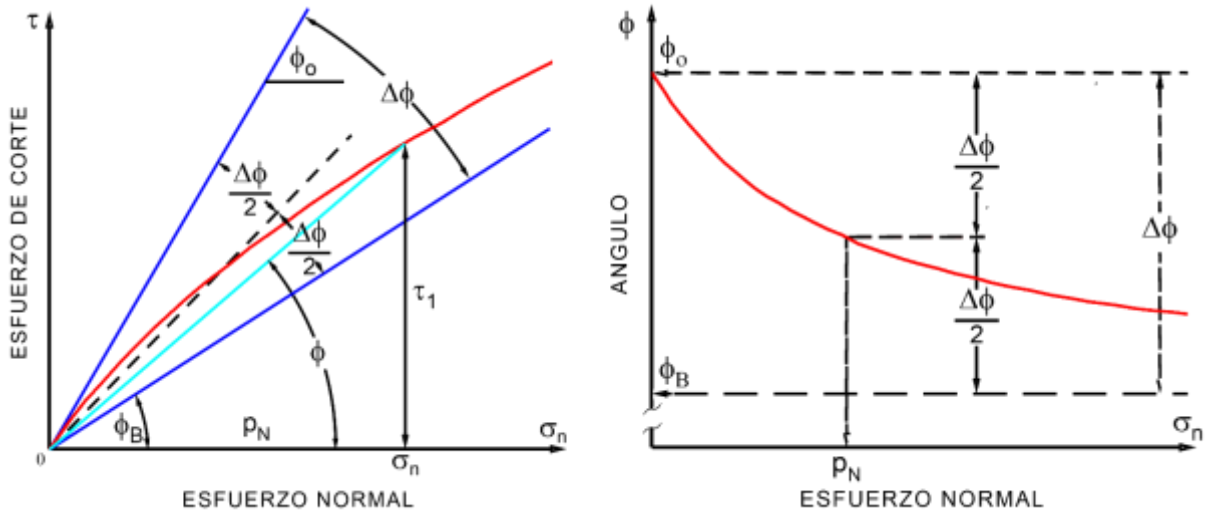 τ
ESFUERZO DE CORTE
ϕo
Δϕ
Δϕ
2
Δϕ
2
τ1
ϕ
ϕB
pN
σn
0
σn
ESFUERZO NORMAL
ϕ
ϕo
Δϕ
2
ANGULO
Δϕ
Δϕ
2
ϕB
σn
pN
ESFUERZO NORMAL